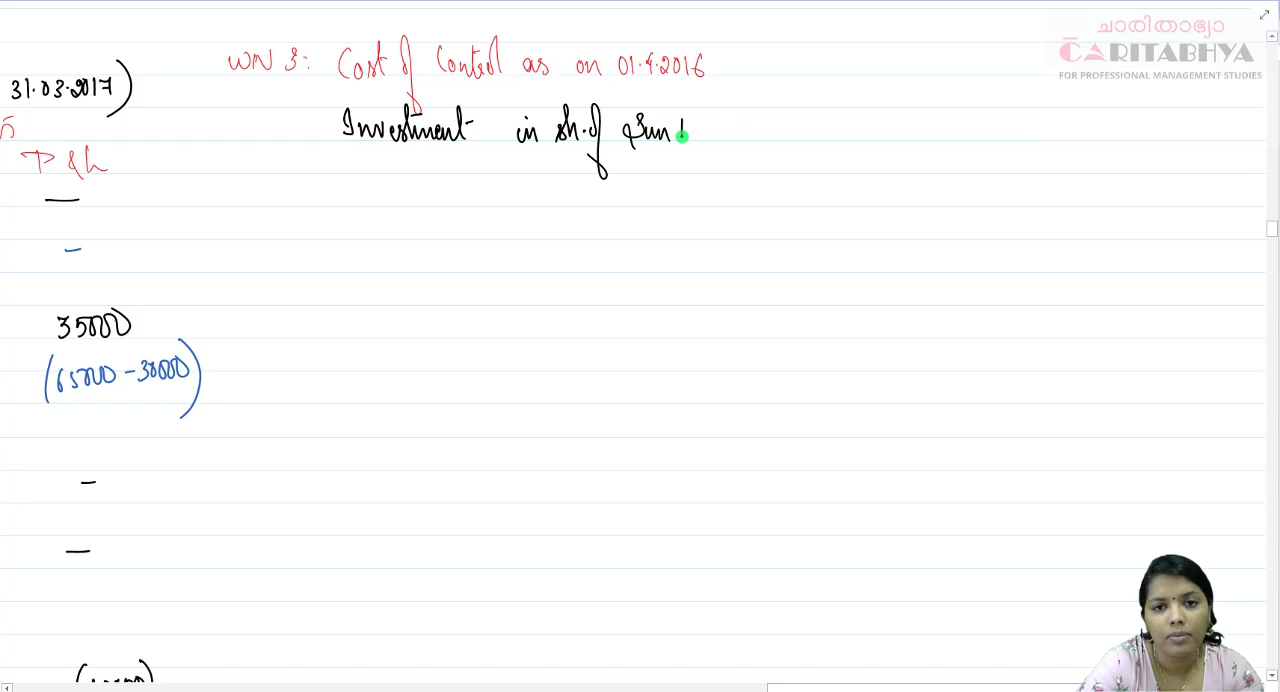 ചാരിതാഭ്യാ
CARITABHYA
FOR PROFESSIONAL MANAGEMENT STUDIES
WN 3: Cost of Control as on 01.4.2016
31.03.2017)
Investment in sh. of Sun
P & L
—
–
35000
(65000 - 30000)
–
—